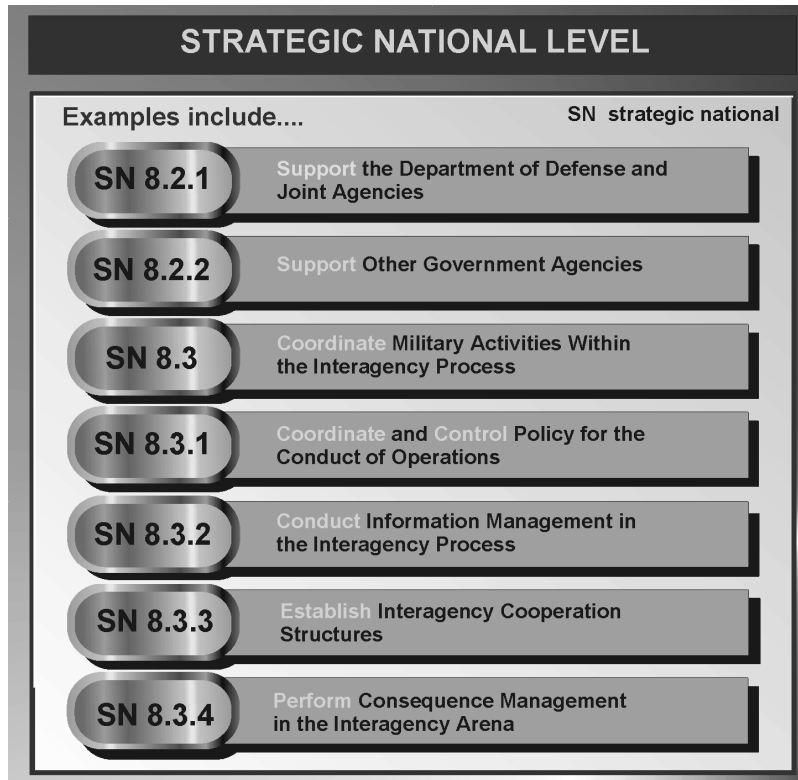 STRATEGIC NATIONAL LEVEL
Examples include....
SN strategic national
SN 8.2.1
Support the Department of Defense and
Joint Agencies
SN 8.2.2
Support Other Government Agencies
SN 8.3
Coordinate Military Activities Within
the Interagency Process
SN 8.3.1
Coordinate and Control Policy for the
Conduct of Operations
SN 8.3.2
Conduct Information Management in
the Interagency Process
SN 8.3.3
Establish Interagency Cooperation
Structures
SN 8.3.4
Perform Consequence Management
in the Interagency Arena